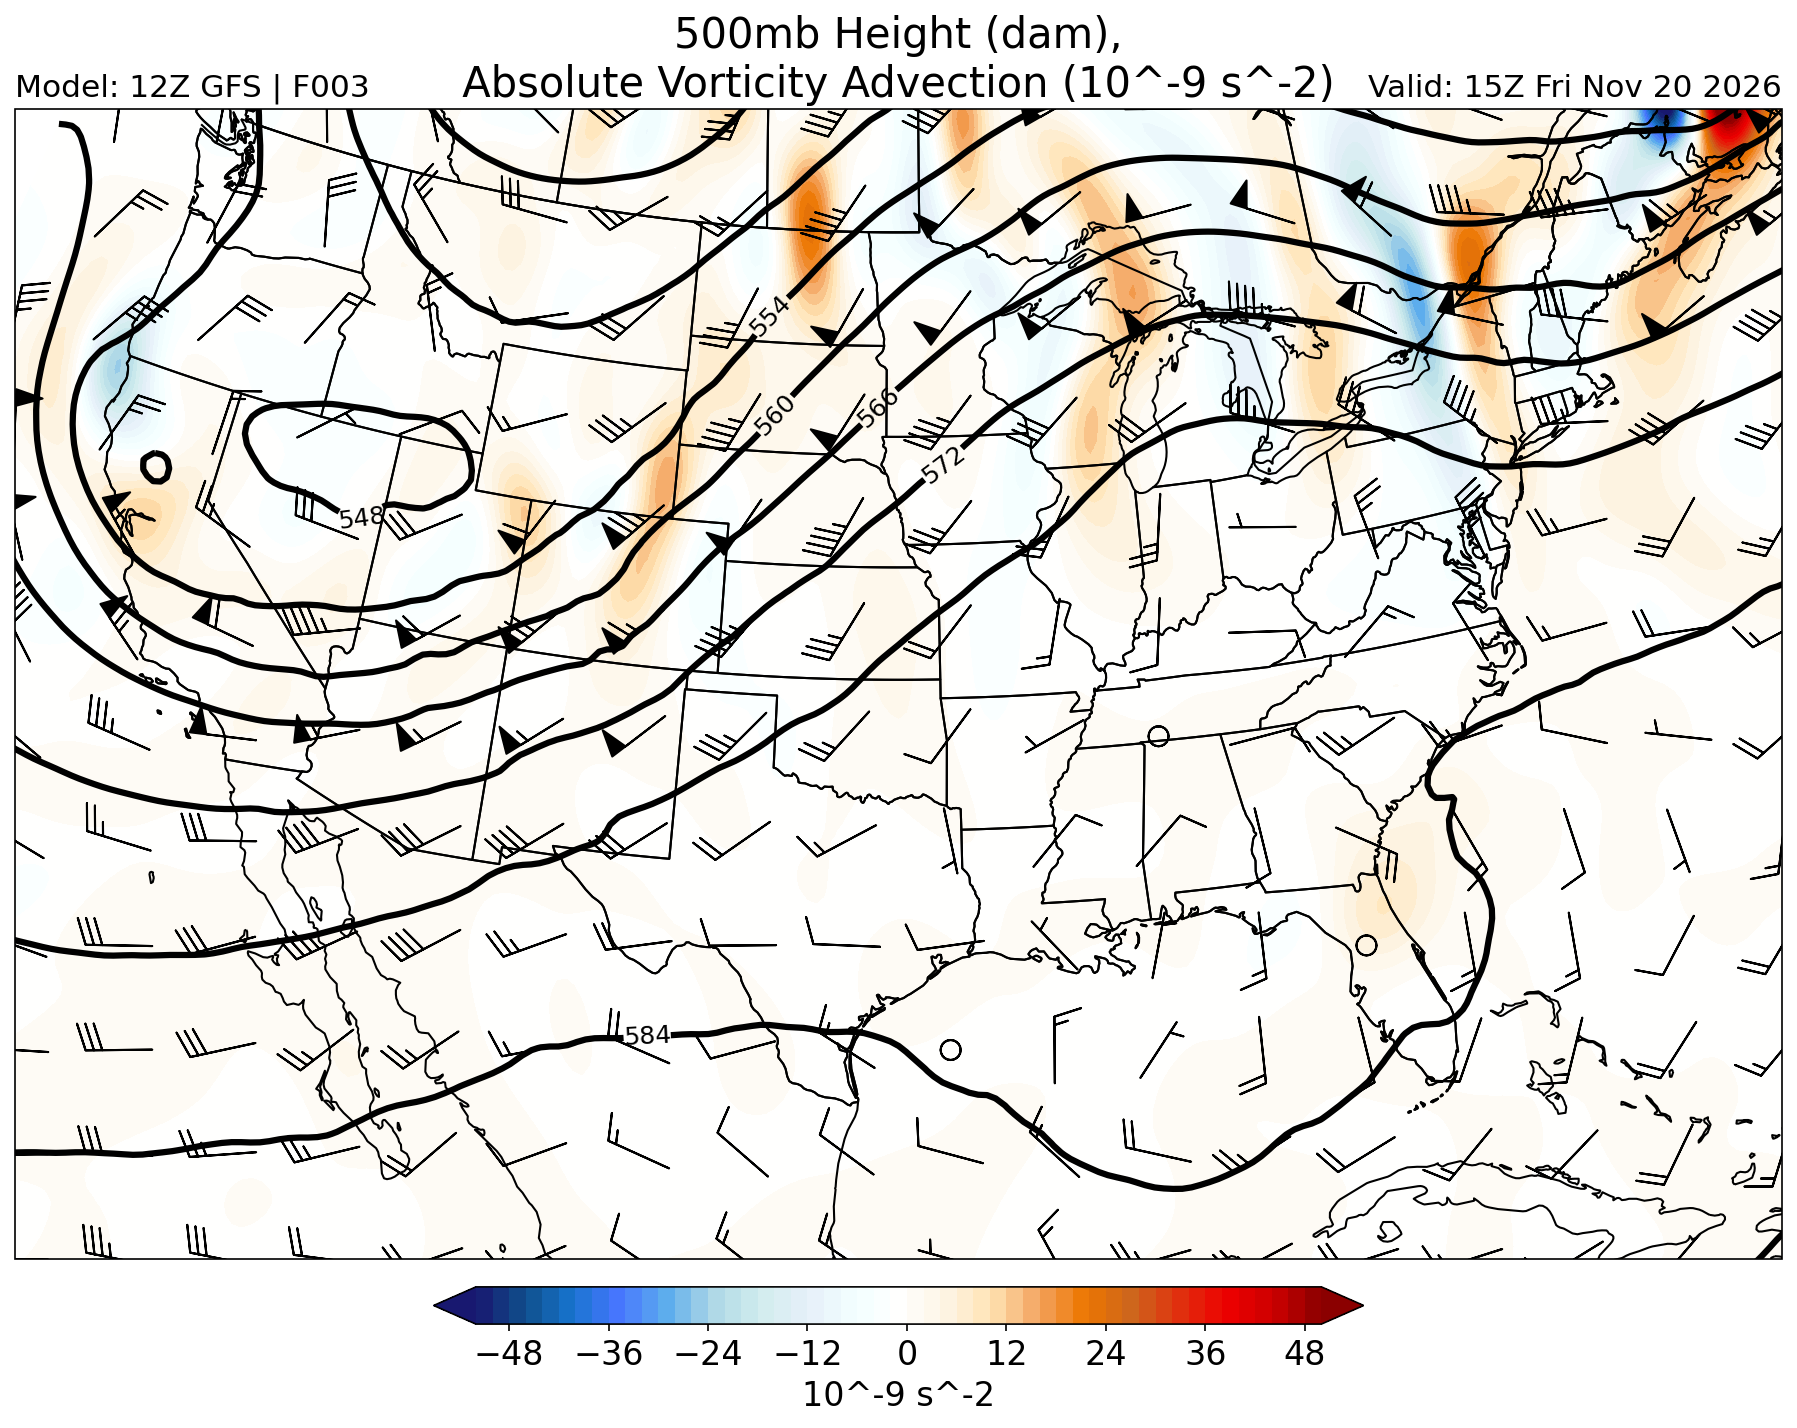 500mb Height (dam),
Model: 12Z GFS | F003 Absolute Vorticity Advection (10^-9 s^-2) Valid: 15Z Fri Nov 20 2026
554
560
566
572
548
584
−48 −36 −24 −12 0 12 24 36 48
10^-9 s^-2